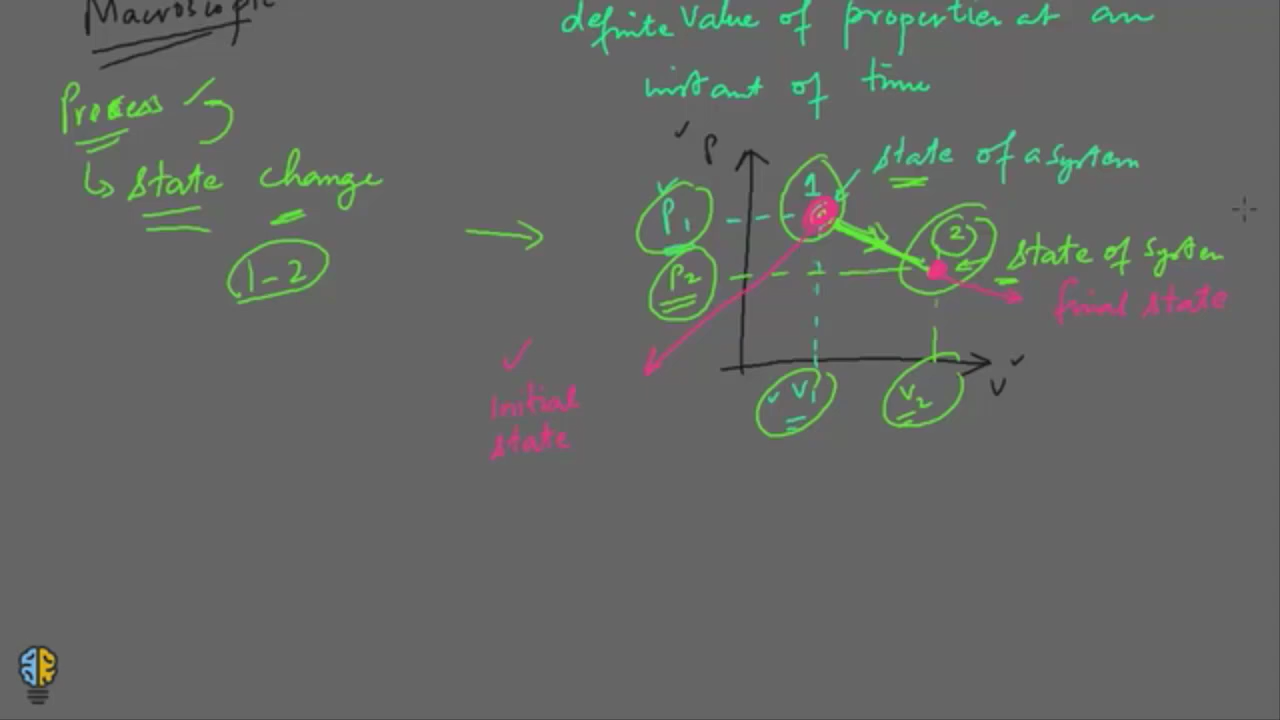 Macroscopic
definite value of properties at an
instant of time
Process
↳ state change
1-2
P
1
state of a system
P1
2
state of system
P2
final state
V1
V2
V
Initial
state